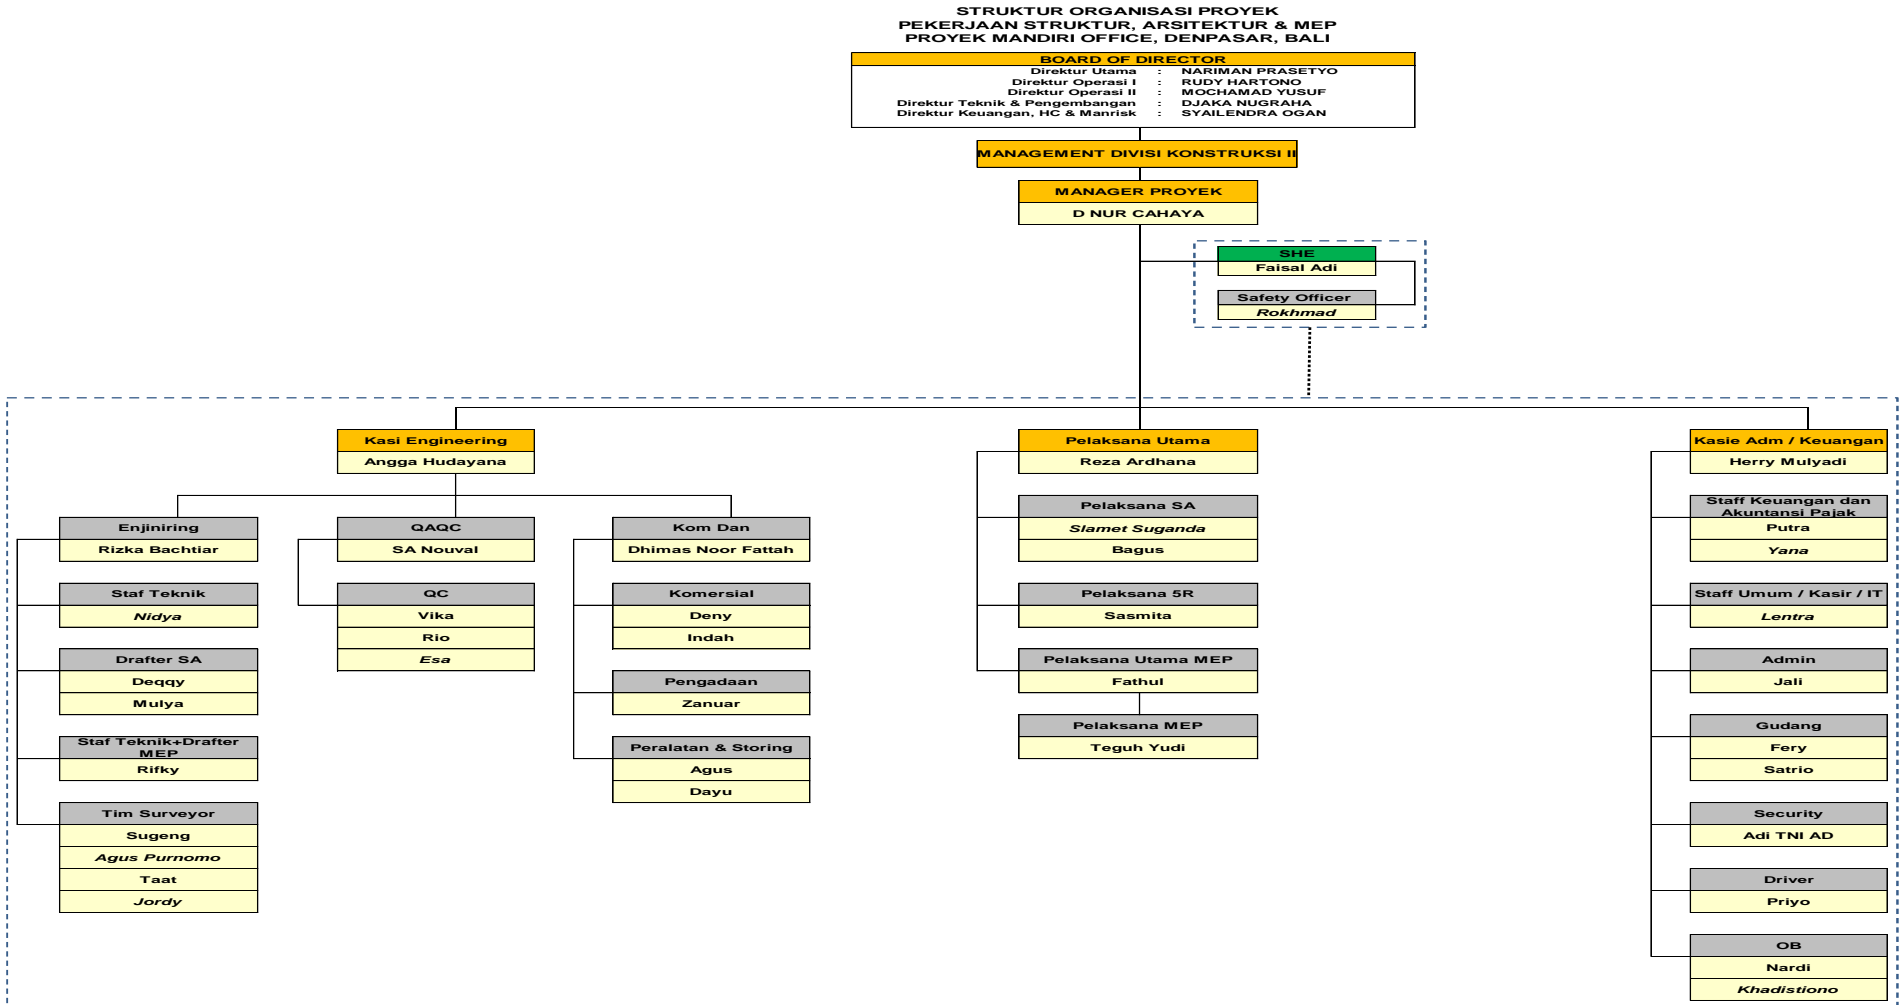 STRUKTUR ORGANISASI PROYEK
PEKERJAAN STRUKTUR, ARSITEKTUR & MEP
PROYEK MANDIRI OFFICE, DENPASAR, BALI
BOARD OF DIRECTOR
Direktur Utama : NARIMAN PRASETYO
Direktur Operasi I : RUDY HARTONO
Direktur Operasi II : MOCHAMAD YUSUF
Direktur Teknik & Pengembangan : DJAKA NUGRAHA
Direktur Keuangan, HC & Manrisk : SYAILENDRA OGAN
MANAGEMENT DIVISI KONSTRUKSI II
MANAGER PROYEK
D NUR CAHAYA
SHE
Faisal Adi
Safety Officer
Rokhmad
Kasi Engineering
Angga Hudayana
Enjiniring
Rizka Bachtiar
Staf Teknik
Nidya
Drafter SA
Deqqy
Mulya
Staf Teknik+Drafter
MEP
Rifky
Tim Surveyor
Sugeng
Agus Purnomo
Taat
Jordy
QAQC
SA Nouval
QC
Vika
Rio
Esa
Kom Dan
Dhimas Noor Fattah
Komersial
Deny
Indah
Pengadaan
Zanuar
Peralatan & Storing
Agus
Dayu
Pelaksana Utama
Reza Ardhana
Pelaksana SA
Slamet Suganda
Bagus
Pelaksana 5R
Sasmita
Pelaksana Utama MEP
Fathul
Pelaksana MEP
Teguh Yudi
Kasie Adm / Keuangan
Herry Mulyadi
Staff Keuangan dan
Akuntansi Pajak
Putra
Yana
Staff Umum / Kasir / IT
Lentra
Admin
Jali
Gudang
Fery
Satrio
Security
Adi TNI AD
Driver
Priyo
OB
Nardi
Khadistiono